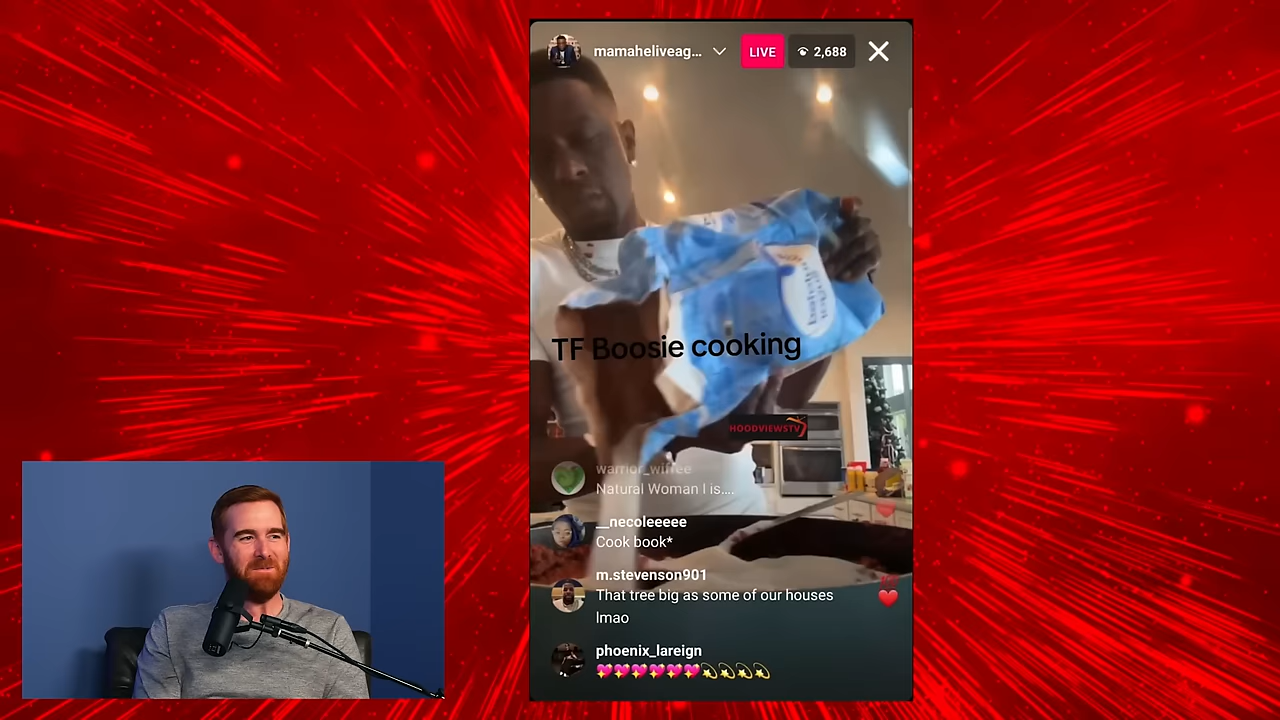 mamaheliveag...
LIVE
2,688
TF Boosie cooking
HOODVIEWSTV
warrior_wifree
Natural Woman I is....
__necoleeeee
Cook book*
m.stevenson901
That tree big as some of our houses
lmao
phoenix_lareign
💖💖💖💖💖💖💫💫💫💫